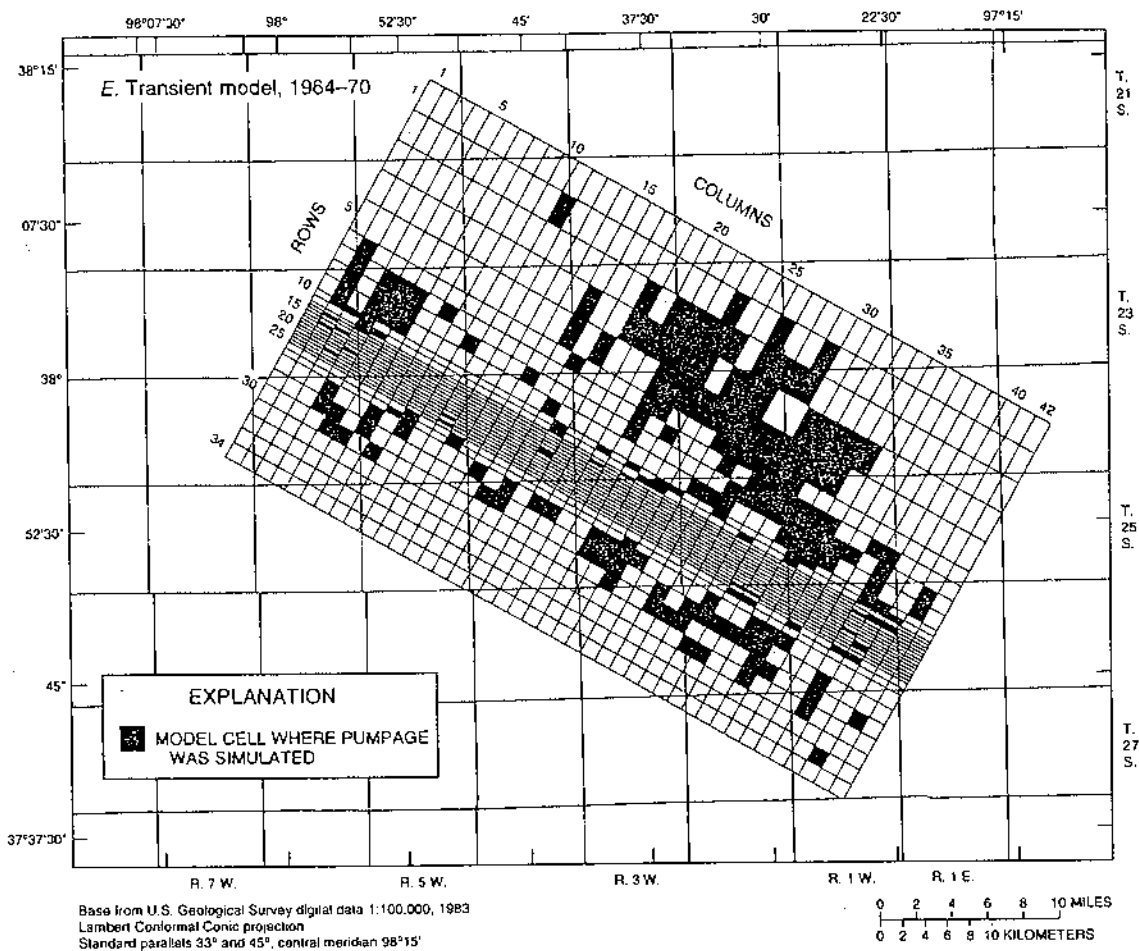 98°07'30" 98° 52'30" 45' 37'30" 30' 22'30" 97°15'
38°15'
E. Transient model, 1964–70
T. 21 S.
1
1
5
10
15
COLUMNS
20
25
30
35
40
42
67'30"
ROWS
5
10
15
20
25
30
34
T. 23 S.
38°
52'30"
T. 25 S.
45'
EXPLANATION
MODEL CELL WHERE PUMPAGE
WAS SIMULATED
T. 27 S.
37°37'30"
R. 7 W. R. 5 W. R. 3 W. R. 1 W. R. 1 E.
Base from U.S. Geological Survey digital data 1:100,000, 1983
Lambert Conformal Conic projection
Standard parallels 33° and 45°, central meridian 98°15'
0 2 4 6 8 10 MILES
0 2 4 6 8 10 KILOMETERS